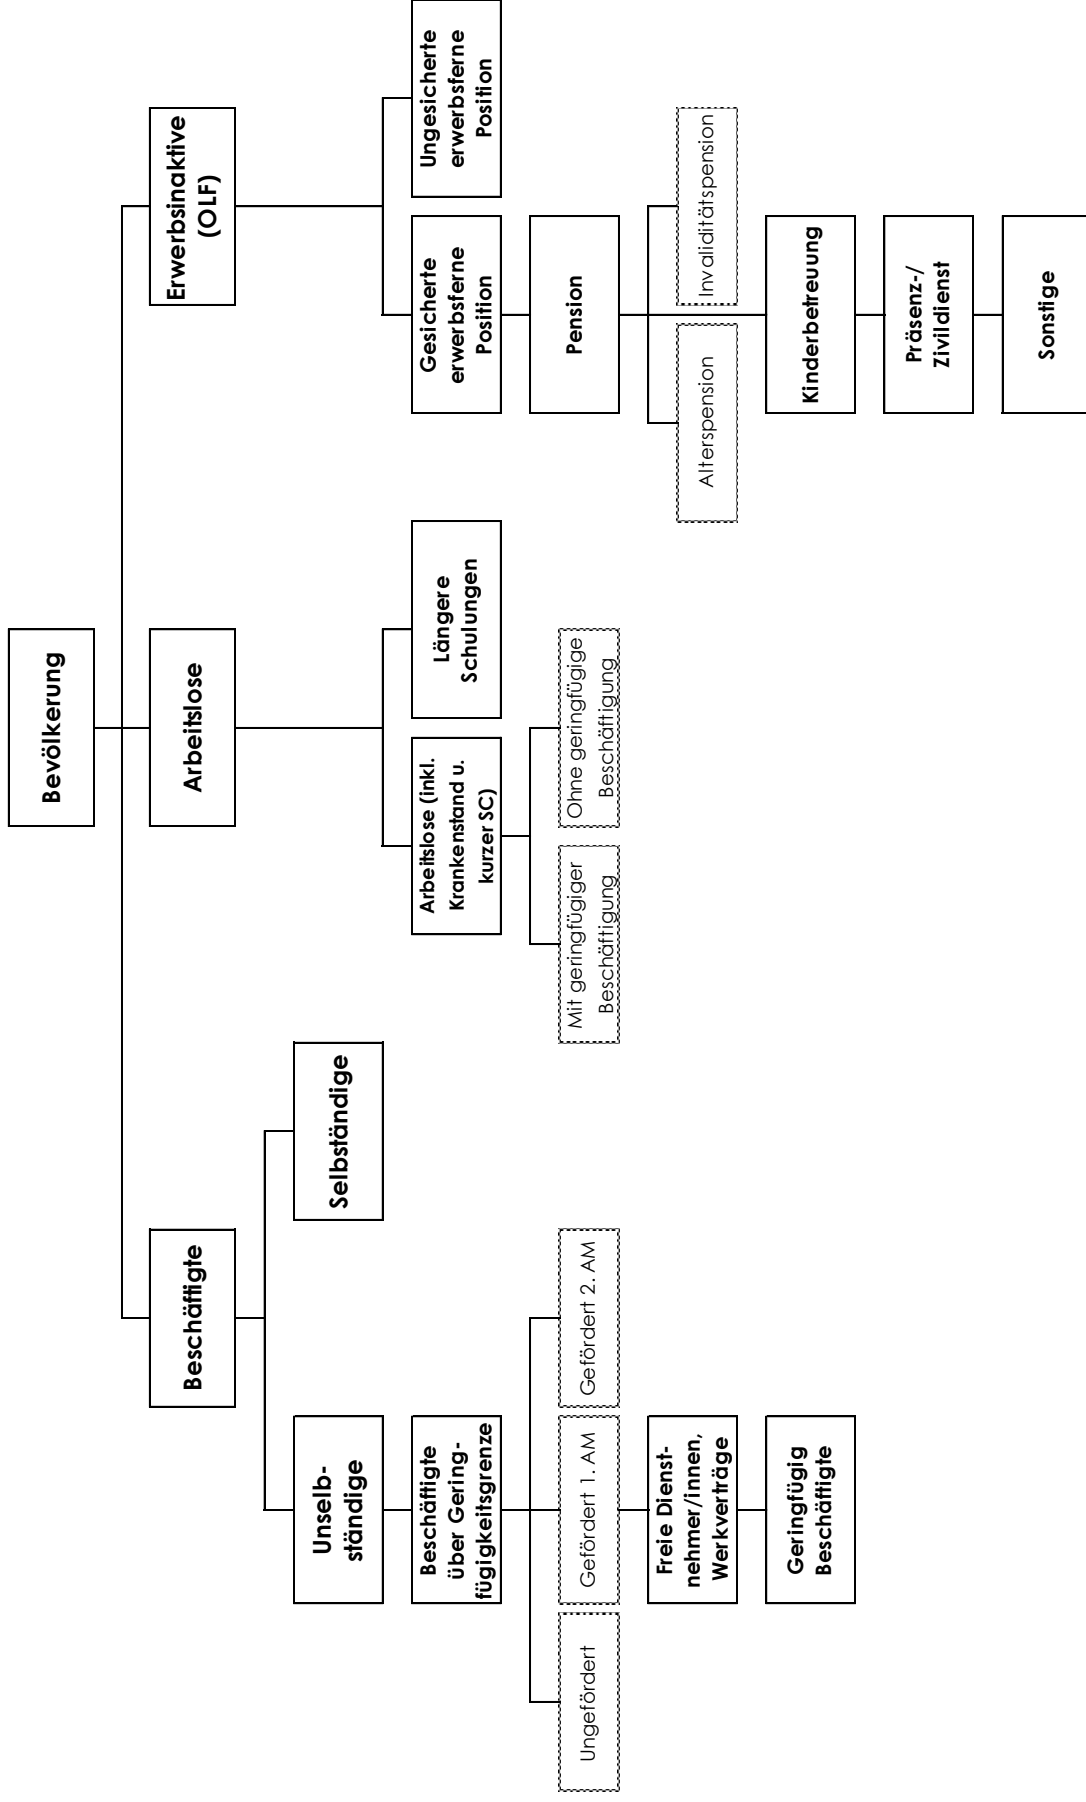 Bevölkerung
Beschäftigte
Arbeitslose
Erwerbsinaktive
(OLF)
Unselb-
ständige
Selbständige
Beschäftigte
über Gering-
fügigkeitsgrenze
Arbeitslose (inkl.
Krankenstand u.
kurzer SC)
Längere
Schulungen
Gesicherte
erwerbsferne
Position
Ungesicherte
erwerbsferne
Position
Ungefördert
Gefördert 1. AM
Gefördert 2. AM
Mit geringfügiger
Beschäftigung
Ohne geringfügige
Beschäftigung
Pension
Freie Dienst-
nehmer/innen,
Werkverträge
Alterspension
Invaliditätspension
Geringfügig
Beschäftigte
Kinderbetreuung
Präsenz-/
Zivildienst
Sonstige